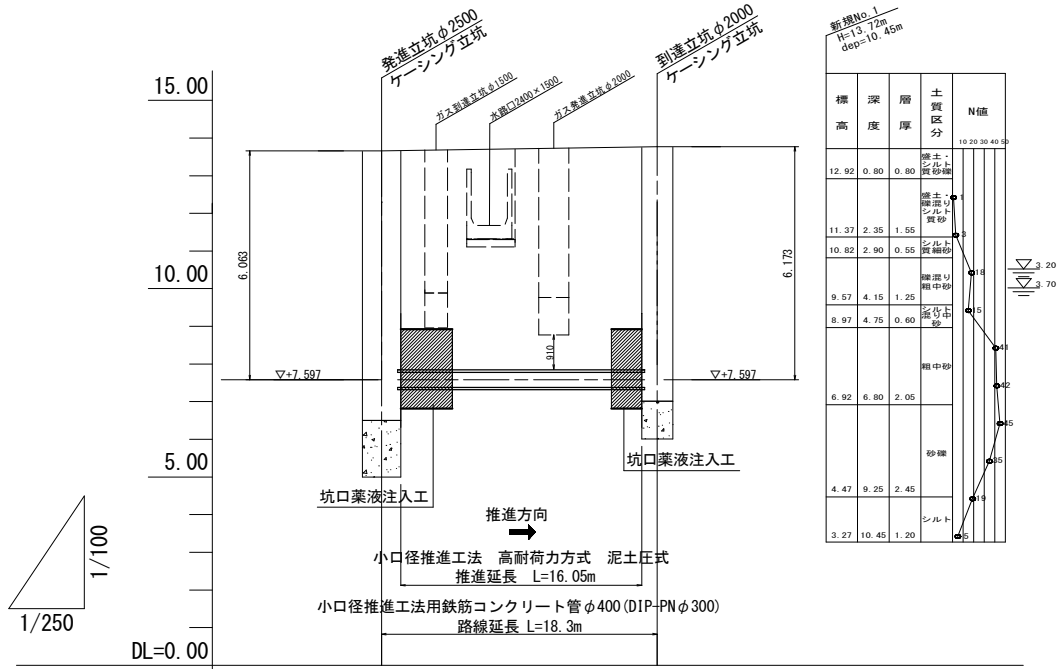 発進立坑φ2500
ケーシング立坑
ガス到達立坑φ1500
水路口2400×1500
ガス発進立坑φ2000
到達立坑φ2000
ケーシング立坑
15.00
10.00
5.00
DL=0.00
6.063
6.173
910
▽+7.597
▽+7.597
坑口薬液注入工
坑口薬液注入工
推進方向
小口径推進工法 高耐荷力方式 泥土圧式
推進延長 L=16.05m
小口径推進工法用鉄筋コンクリート管φ400(DIP-PNφ300)
路線延長 L=18.3m
1/100
1/250
新規No.1
H=13.72m
dep=10.45m
標高 深度 層厚 土質区分 N値
10 20 30 40 50
12.92 0.80 0.80 盛土・シルト質砂礫
11.37 2.35 1.55 盛土・礫混りシルト質砂
10.82 2.90 0.55 シルト質細砂
9.57 4.15 1.25 礫混り粗中砂
8.97 4.75 0.60 シルト混り中砂
6.92 6.80 2.05 粗中砂
4.47 9.25 2.45 砂礫
3.27 10.45 1.20 シルト
1
3
18
15
41
42
45
35
19
5
3.20
3.70